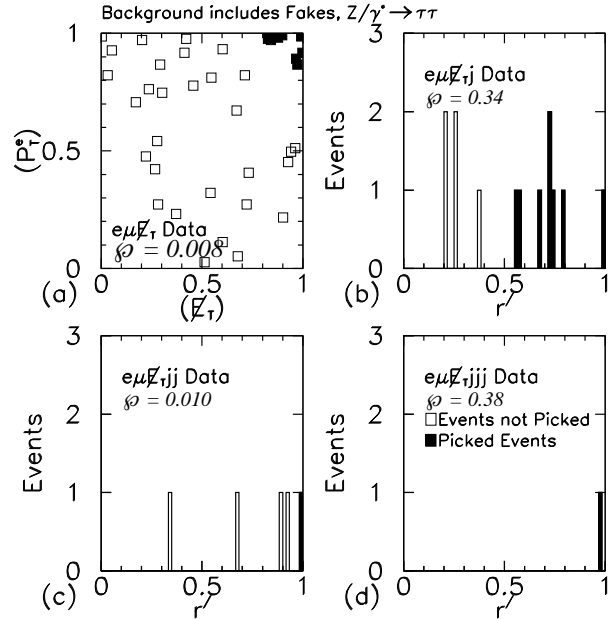 Background includes Fakes, Z/γ* → ττ
1
0.5
0
(P_T^e)
eμE̸_T Data
℘ = 0.008
0 0.5 1
(a)
(E̸_T)
3
2
1
0
Events
eμE̸_Tj Data
℘ = 0.34
0 0.5 1
(b)
r′
3
2
1
0
Events
eμE̸_Tjj Data
℘ = 0.010
0 0.5 1
(c)
r′
3
2
1
0
Events
eμE̸_Tjjj Data
℘ = 0.38
Events not Picked
Picked Events
0 0.5 1
(d)
r′